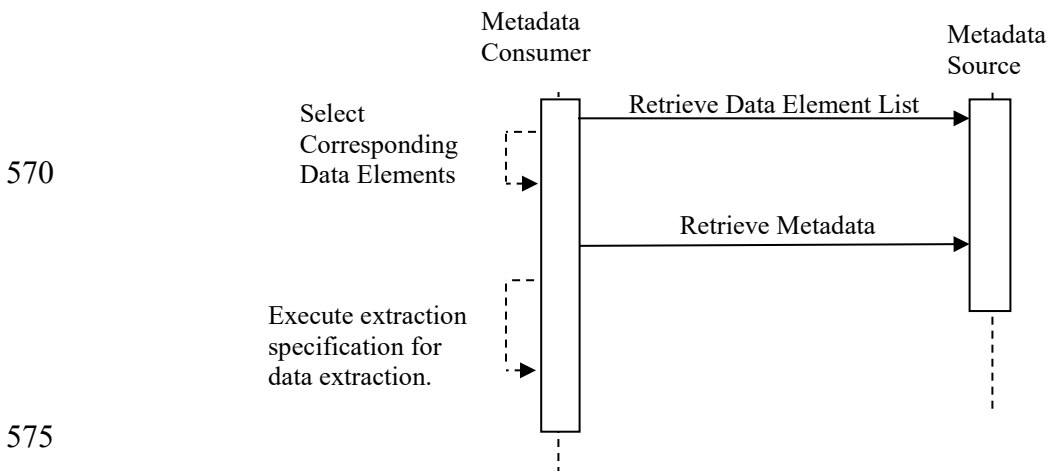 Metadata
Consumer
Metadata
Source
Retrieve Data Element List
Select
Corresponding
Data Elements
570
Retrieve Metadata
Execute extraction
specification for
data extraction.
575